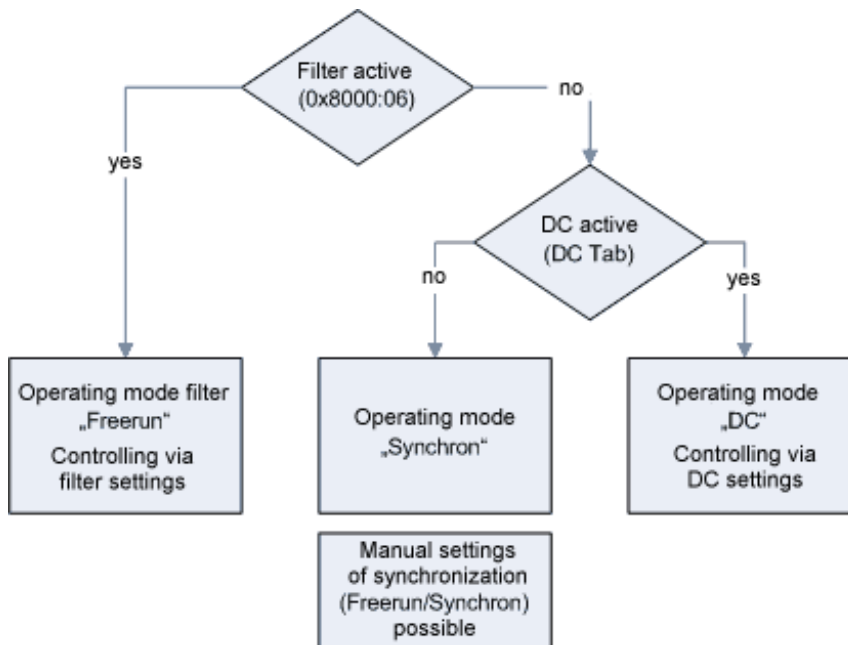 Filter active
(0x8000:06)
no
yes
DC active
(DC Tab)
no
yes
Operating mode filter
„Freerun“
Controlling via
filter settings
Operating mode
„Synchron“
Operating mode
„DC“
Controlling via
DC settings
Manual settings
of synchronization
(Freerun/Synchron)
possible